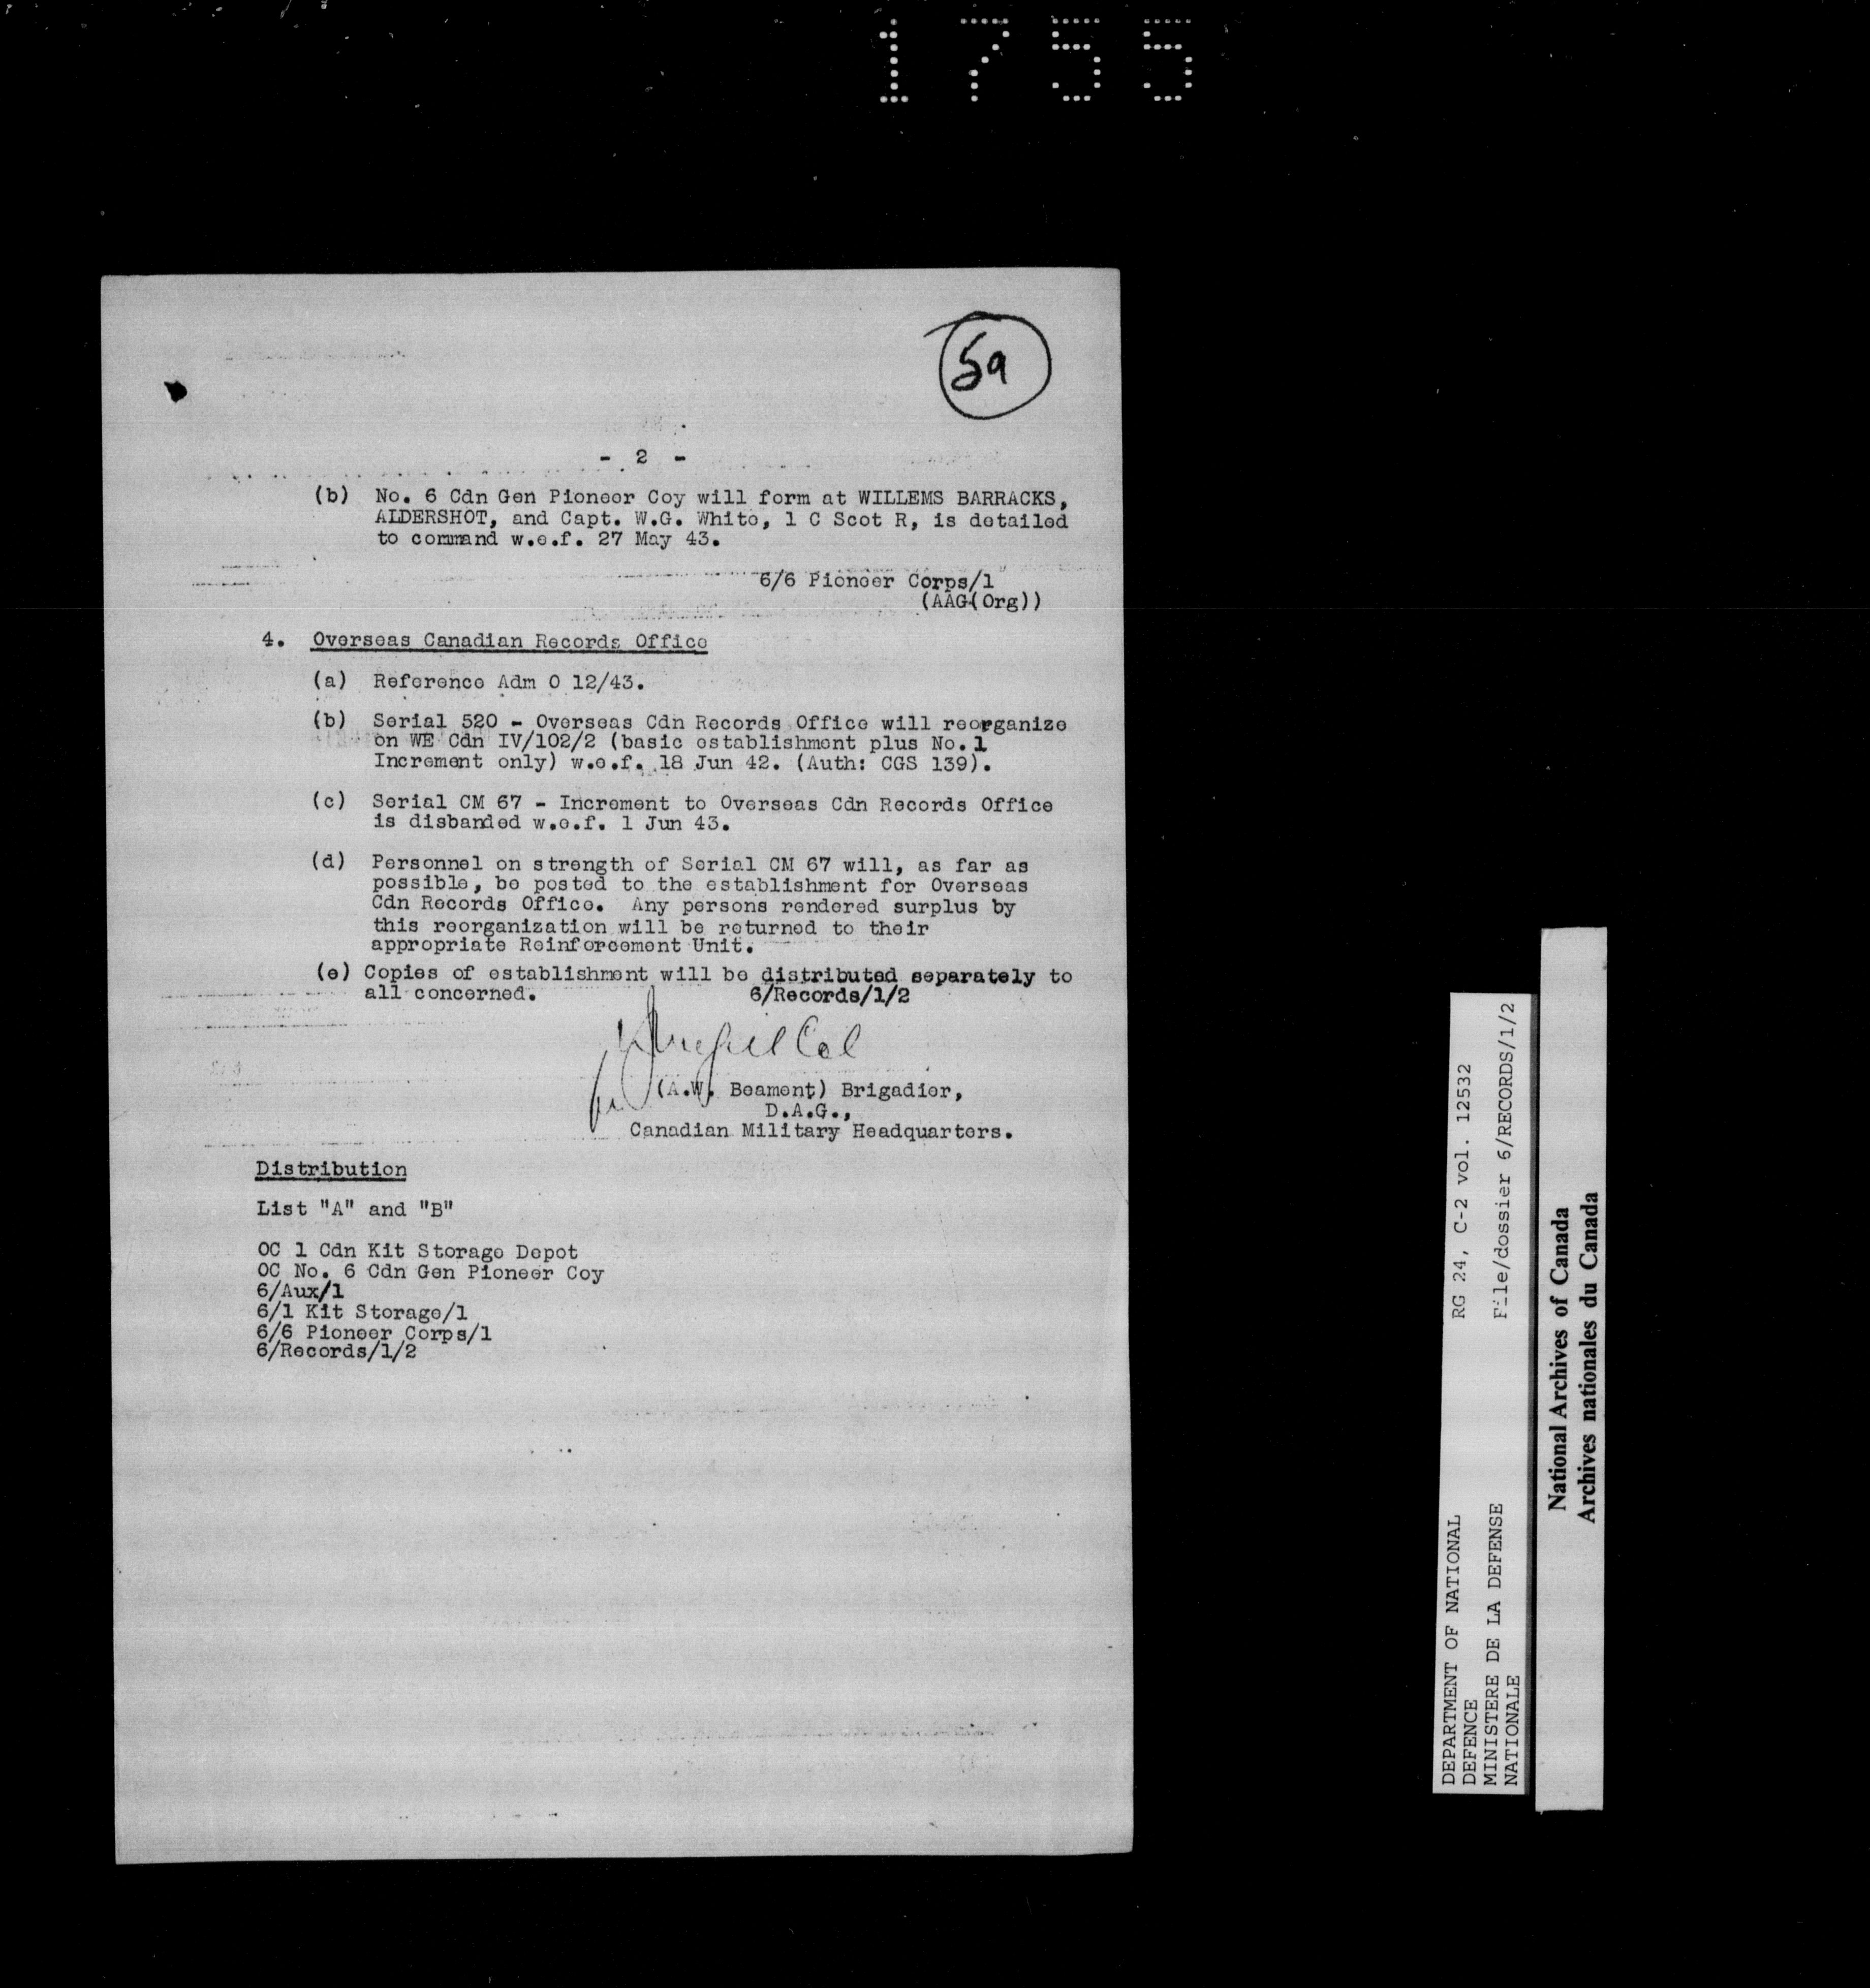 1755
5a
- 2 -
(b) No. 6 Cdn Gen Pioneer Coy will form at WILLEMS BARRACKS,
ALDERSHOT, and Capt. W.G. White, 1 C Scot R, is detailed
to command w.e.f. 27 May 43.
6/6 Pioneer Corps/1
(AAG(Org))
4. Overseas Canadian Records Office
(a) Reference Adm O 12/43.
(b) Serial 520 - Overseas Cdn Records Office will reorganize
on WE Cdn IV/102/2 (basic establishment plus No. 1
Increment only) w.e.f. 18 Jun 42. (Auth: CGS 139).
(c) Serial CM 67 - Increment to Overseas Cdn Records Office
is disbanded w.e.f. 1 Jun 43.
(d) Personnel on strength of Serial CM 67 will, as far as
possible, be posted to the establishment for Overseas
Cdn Records Office. Any persons rendered surplus by
this reorganization will be returned to their
appropriate Reinforcement Unit.
(e) Copies of establishment will be distributed separately to
all concerned. 6/Records/1/2
Col
(A.W. Beament) Brigadier,
D.A.G.,
Canadian Military Headquarters.
Distribution
List "A" and "B"
OC 1 Cdn Kit Storage Depot
OC No. 6 Cdn Gen Pioneer Coy
6/Aux/1
6/1 Kit Storage/1
6/6 Pioneer Corps/1
6/Records/1/2
DEPARTMENT OF NATIONAL
DEFENCE
MINISTERE DE LA DEFENSE
NATIONALE
RG 24, C-2 vol. 12532
File/dossier 6/RECORDS/1/2
National Archives of Canada
Archives nationales du Canada